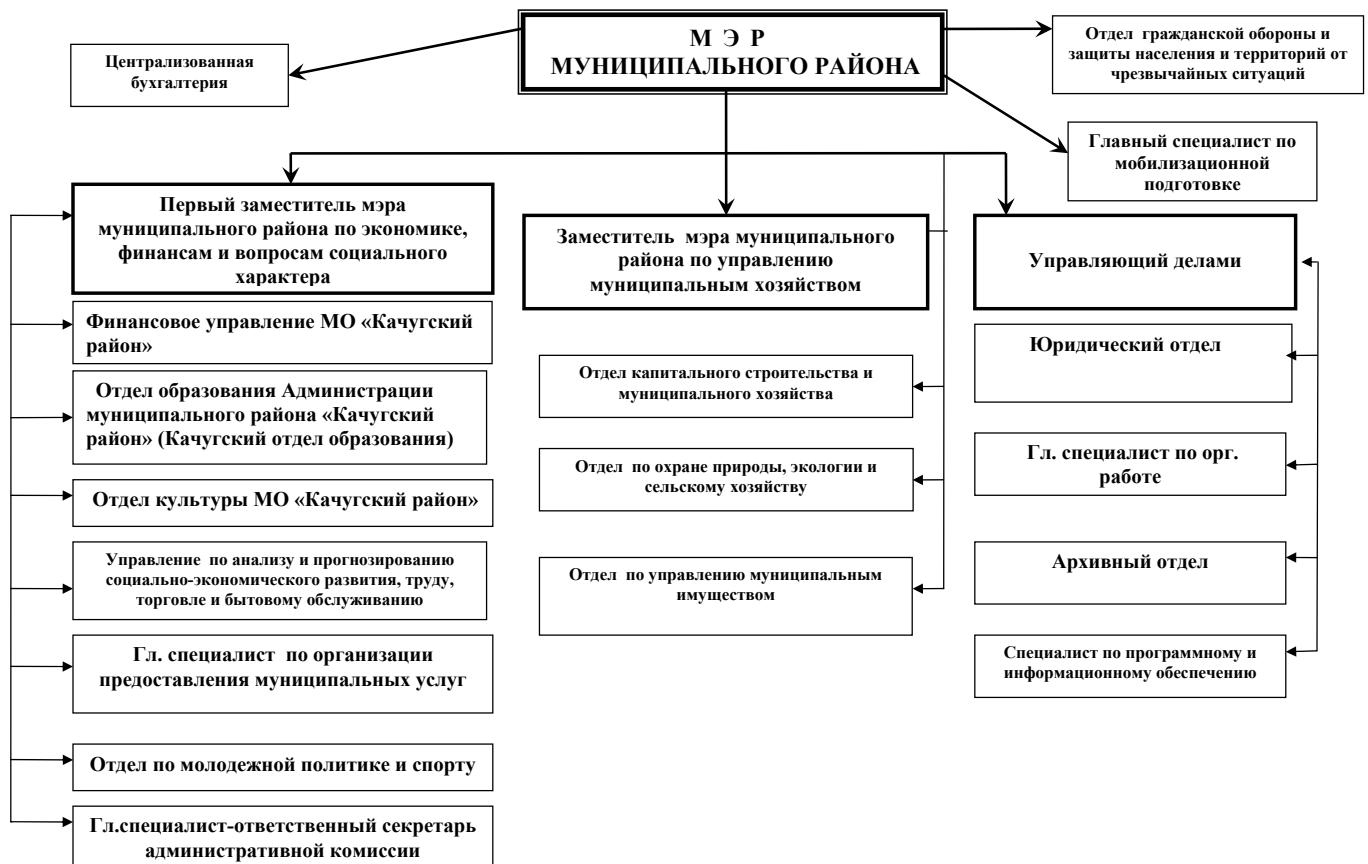 М Э Р
МУНИЦИПАЛЬНОГО РАЙОНА
Централизованная
бухгалтерия
Отдел гражданской обороны и
защиты населения и территорий от
чрезвычайных ситуаций
Главный специалист по
мобилизационной
подготовке
Первый заместитель мэра
муниципального района по экономике,
финансам и вопросам социального
характера
Финансовое управление МО «Качугский
район»
Отдел образования Администрации
муниципального района «Качугский
район» (Качугский отдел образования)
Отдел культуры МО «Качугский район»
Управление по анализу и прогнозированию
социально-экономического развития, труду,
торговле и бытовому обслуживанию
Гл. специалист по организации
предоставления муниципальных услуг
Отдел по молодежной политике и спорту
Гл.специалист-ответственный секретарь
административной комиссии
Заместитель мэра муниципального
района по управлению
муниципальным хозяйством
Отдел капитального строительства и
муниципального хозяйства
Отдел по охране природы, экологии и
сельскому хозяйству
Отдел по управлению муниципальным
имуществом
Управляющий делами
Юридический отдел
Гл. специалист по орг.
работе
Архивный отдел
Специалист по программному и
информационному обеспечению